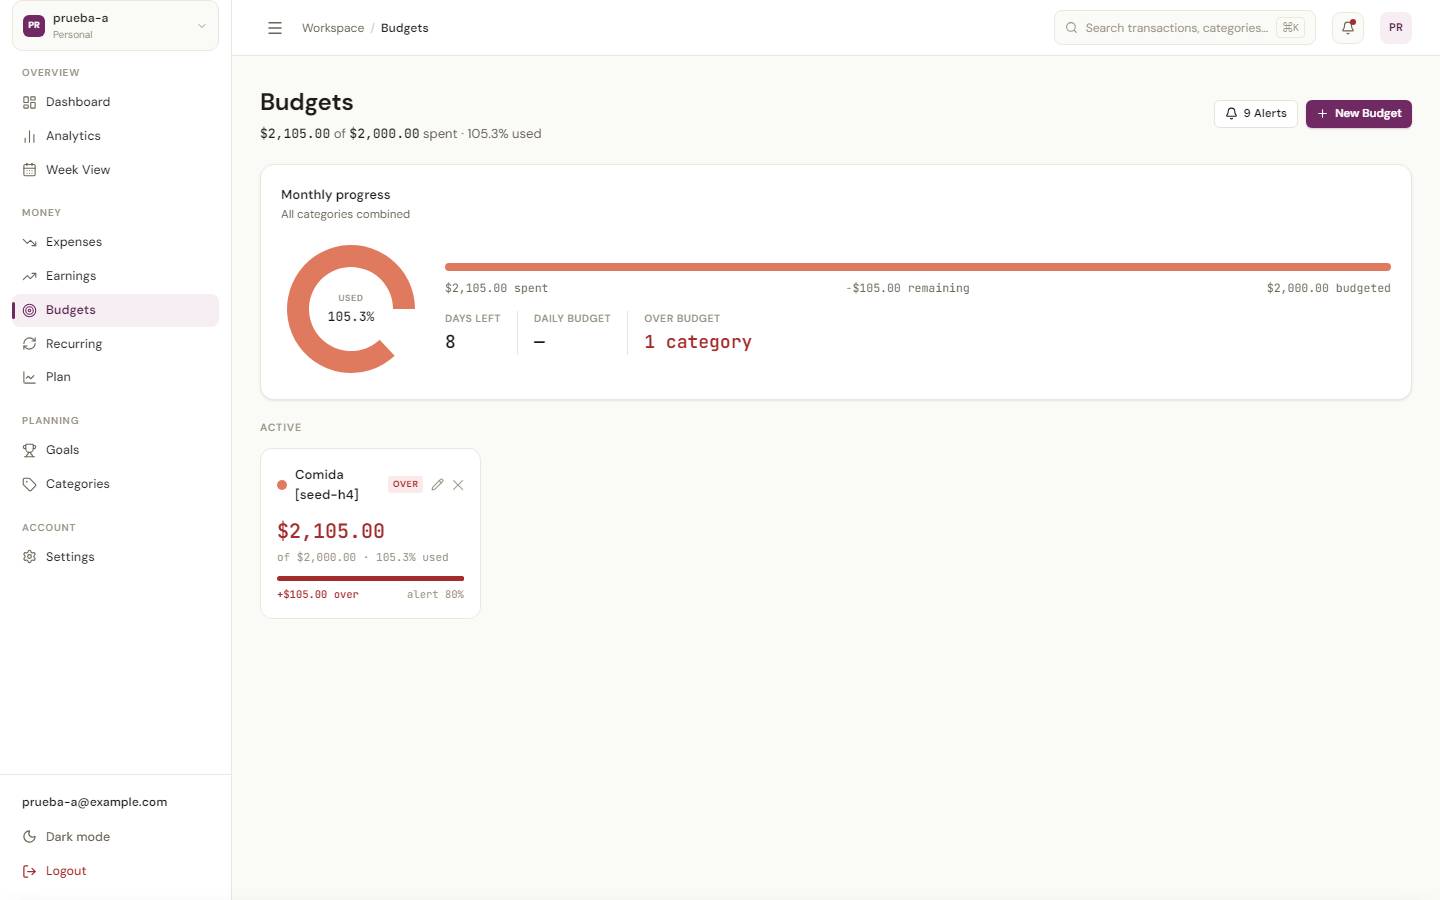 PR
prueba-a
Personal
OVERVIEW
Dashboard
Analytics
Week View
MONEY
Expenses
Earnings
Budgets
Recurring
Plan
PLANNING
Goals
Categories
ACCOUNT
Settings
prueba-a@example.com
Dark mode
Logout
Workspace / Budgets
Search transactions, categories...
⌘K
PR
Budgets
$2,105.00 of $2,000.00 spent · 105.3% used
9 Alerts
+ New Budget
Monthly progress
All categories combined
USED
105.3%
$2,105.00 spent
-$105.00 remaining
$2,000.00 budgeted
DAYS LEFT
8
DAILY BUDGET
—
OVER BUDGET
1 category
ACTIVE
Comida
[seed-h4]
OVER
$2,105.00
of $2,000.00 · 105.3% used
+$105.00 over
alert 80%